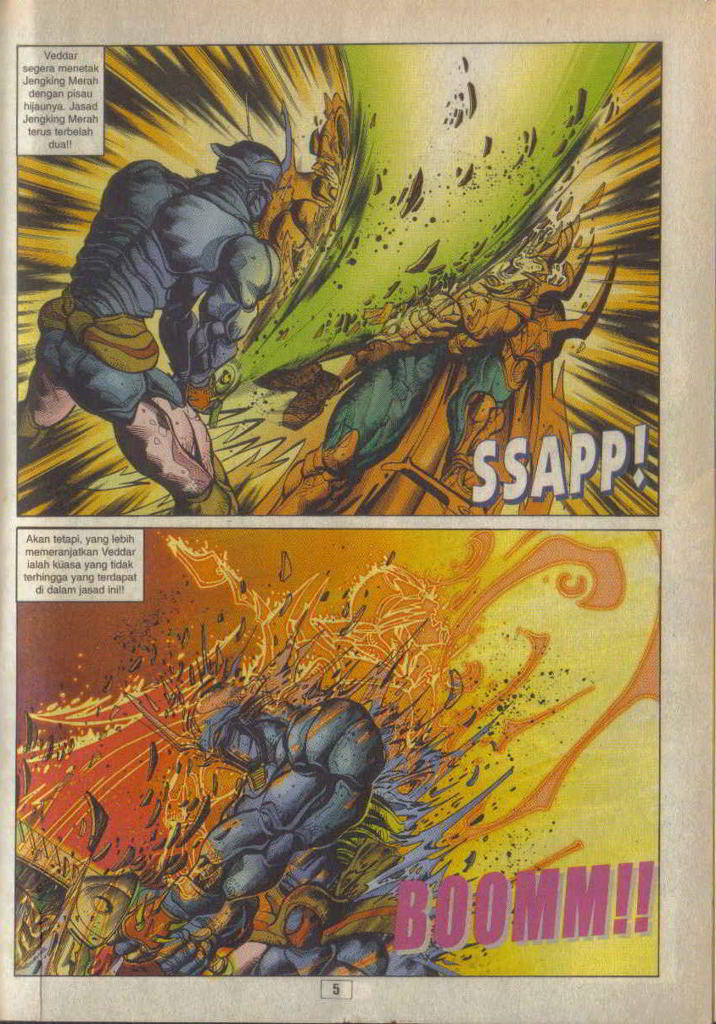 Veddar
segera menetak
Jengking Merah
dengan pisau
hijaunya. Jasad
Jengking Merah
terus terbelah
dua!!
SSAPP!
Akan tetapi, yang lebih
memeranjatkan Veddar
ialah kuasa yang tidak
terhingga yang terdapat
di dalam jasad ini!!
BOOMM!!
5